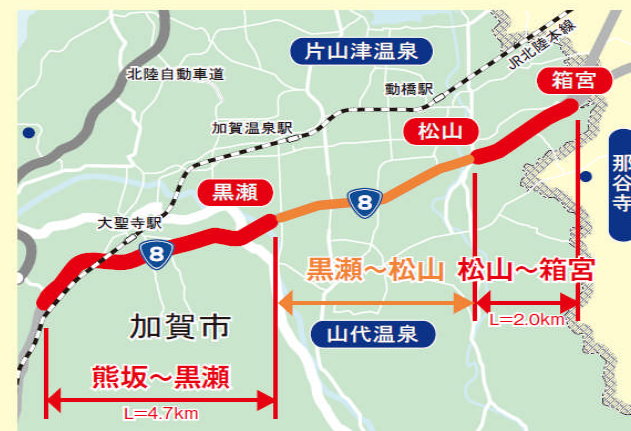 片山津温泉
JR北陸本線
北陸自動車道
動橋駅
箱宮
加賀温泉駅
松山
那谷寺
黒瀬
8
大聖寺駅
8
黒瀬～松山
松山～箱宮
L=2.0km
加賀市
山代温泉
熊坂～黒瀬
L=4.7km